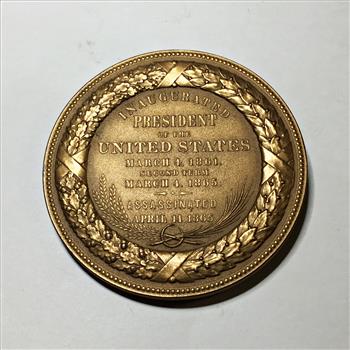 INAUGURATED
PRESIDENT
OF THE
UNITED STATES
MARCH 4, 1861.
SECOND TERM
MARCH 4, 1865.
ASSASSINATED
APRIL 14 1865